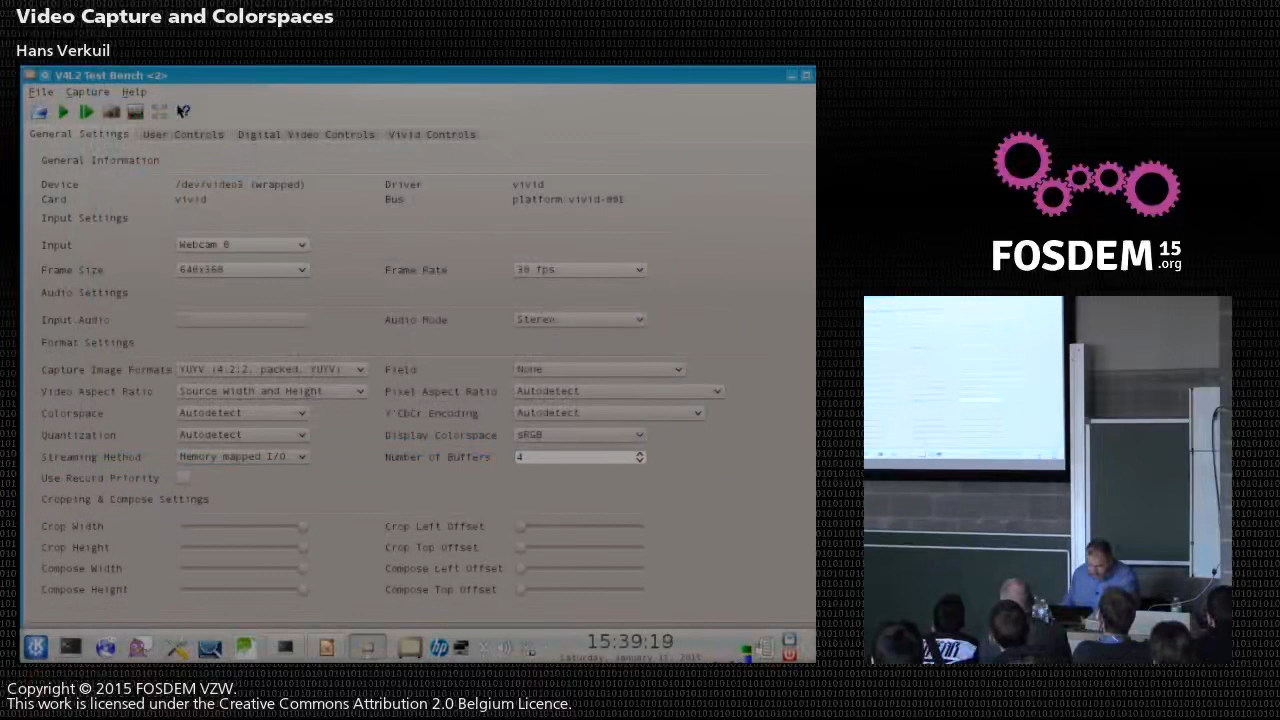 Video Capture and Colorspaces
Hans Verkuil
V4L2 Test Bench <2>
File Capture Help
General Settings User Controls Digital Video Controls Vivid Controls
General Information
Device /dev/video3 (wrapped) Driver vivid
Card vivid Bus platform:vivid-001
Input Settings
Input Webcam 0
Frame Size 640x360 Frame Rate 30 fps
Audio Settings
Input Audio Audio Mode Stereo
Format Settings
Capture Image Formats YUYV (4:2:2, packed, YUYV) Field None
Video Aspect Ratio Source Width and Height Pixel Aspect Ratio Autodetect
Colorspace Autodetect Y'CbCr Encoding Autodetect
Quantization Autodetect Display Colorspace sRGB
Streaming Method Memory mapped I/O Number of Buffers 4
Use Record Priority
Cropping & Compose Settings
Crop Width Crop Left Offset
Crop Height Crop Top Offset
Compose Width Compose Left Offset
Compose Height Compose Top Offset
hp 15:39:19
Saturday, January 31, 2015
FOSDEM 15 .org
Copyright © 2015 FOSDEM VZW.
This work is licensed under the Creative Commons Attribution 2.0 Belgium Licence.